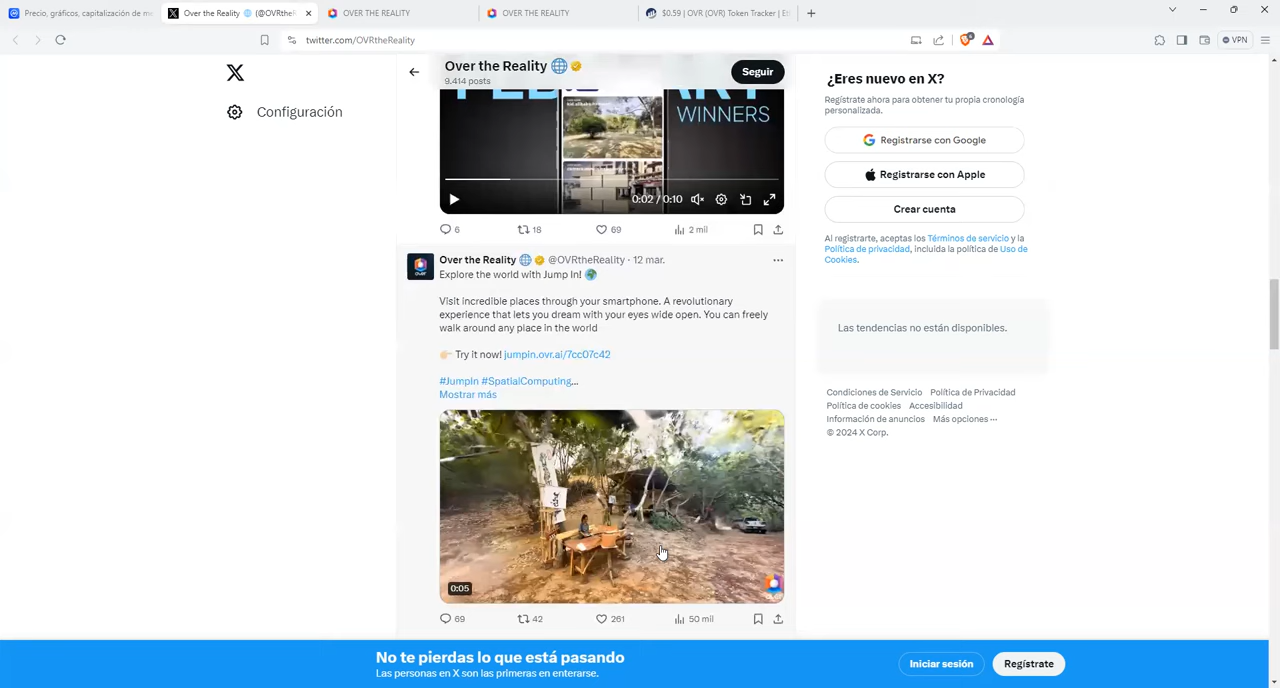 Precio, gráficos, capitalización de me
Over the Reality 🌐 (@OVRtheR
OVER THE REALITY
OVER THE REALITY
$0.59 | OVR (OVR) Token Tracker | Et
twitter.com/OVRtheReality
VPN
Configuración
Over the Reality
9.414 posts
Seguir
WINNERS
0:02 / 0:10
6
18
69
2 mil
Over the Reality @OVRtheReality · 12 mar.
Explore the world with Jump In! 🌍
Visit incredible places through your smartphone. A revolutionary
experience that lets you dream with your eyes wide open. You can freely
walk around any place in the world
👉🏻 Try it now! jumpin.ovr.ai/7cc07c42
#JumpIn #SpatialComputing…
Mostrar más
0:05
69
42
261
50 mil
¿Eres nuevo en X?
Regístrate ahora para obtener tu propia cronología
personalizada.
Registrarse con Google
Registrarse con Apple
Crear cuenta
Al registrarte, aceptas los Términos de servicio y la
Política de privacidad, incluida la política de Uso de
Cookies.
Las tendencias no están disponibles.
Condiciones de Servicio Política de Privacidad
Política de cookies Accesibilidad
Información de anuncios Más opciones ···
© 2024 X Corp.
No te pierdas lo que está pasando
Las personas en X son las primeras en enterarse.
Iniciar sesión
Regístrate